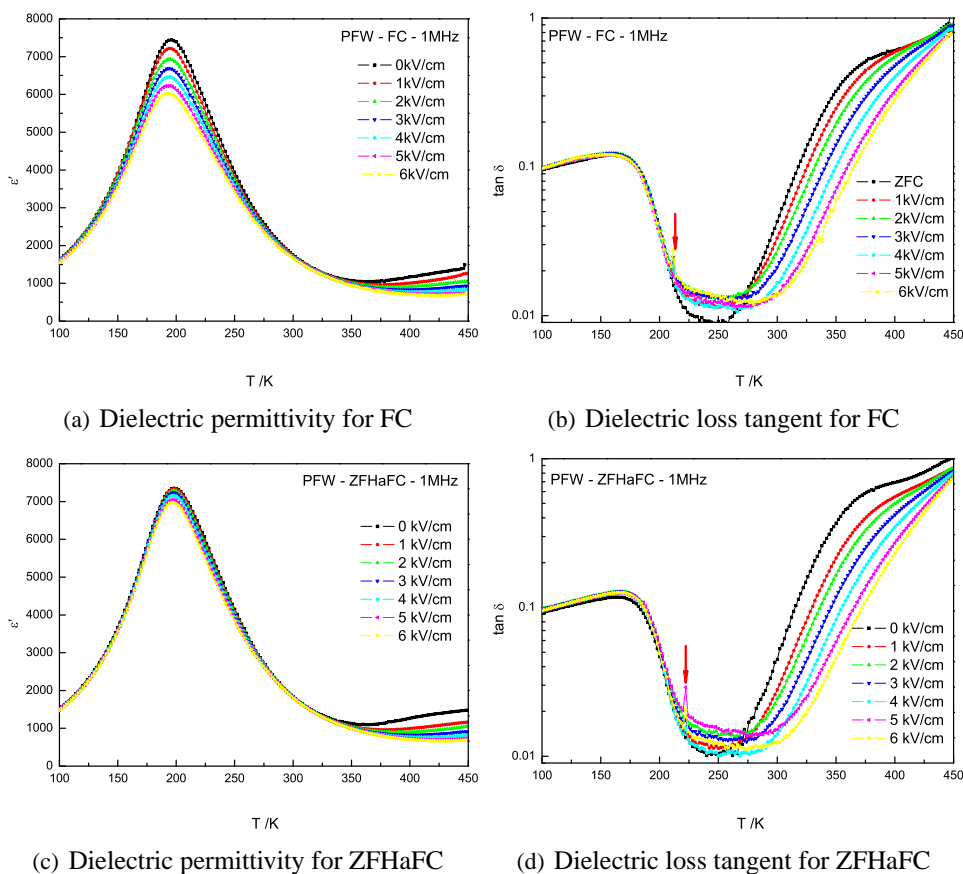 8000
7000
6000
5000
4000
3000
2000
1000
0
ε'
PFW - FC - 1MHz
0kV/cm
1kV/cm
2kV/cm
3kV/cm
4kV/cm
5kV/cm
6kV/cm
100 150 200 250 300 350 400 450
T /K
(a) Dielectric permittivity for FC
1
0.1
0.01
tan δ
PFW - FC - 1MHz
ZFC
1kV/cm
2kV/cm
3kV/cm
4kV/cm
5kV/cm
6kV/cm
100 150 200 250 300 350 400 450
T /K
(b) Dielectric loss tangent for FC
8000
7000
6000
5000
4000
3000
2000
1000
0
ε'
PFW - ZFHaFC - 1MHz
0 kV/cm
1 kV/cm
2 kV/cm
3 kV/cm
4 kV/cm
5 kV/cm
6 kV/cm
100 150 200 250 300 350 400 450
T /K
(c) Dielectric permittivity for ZFHaFC
1
0.1
0.01
tan δ
PFW - ZFHaFC - 1MHz
0 kV/cm
1 kV/cm
2 kV/cm
3 kV/cm
4 kV/cm
5 kV/cm
6 kV/cm
100 150 200 250 300 350 400 450
T /K
(d) Dielectric loss tangent for ZFHaFC